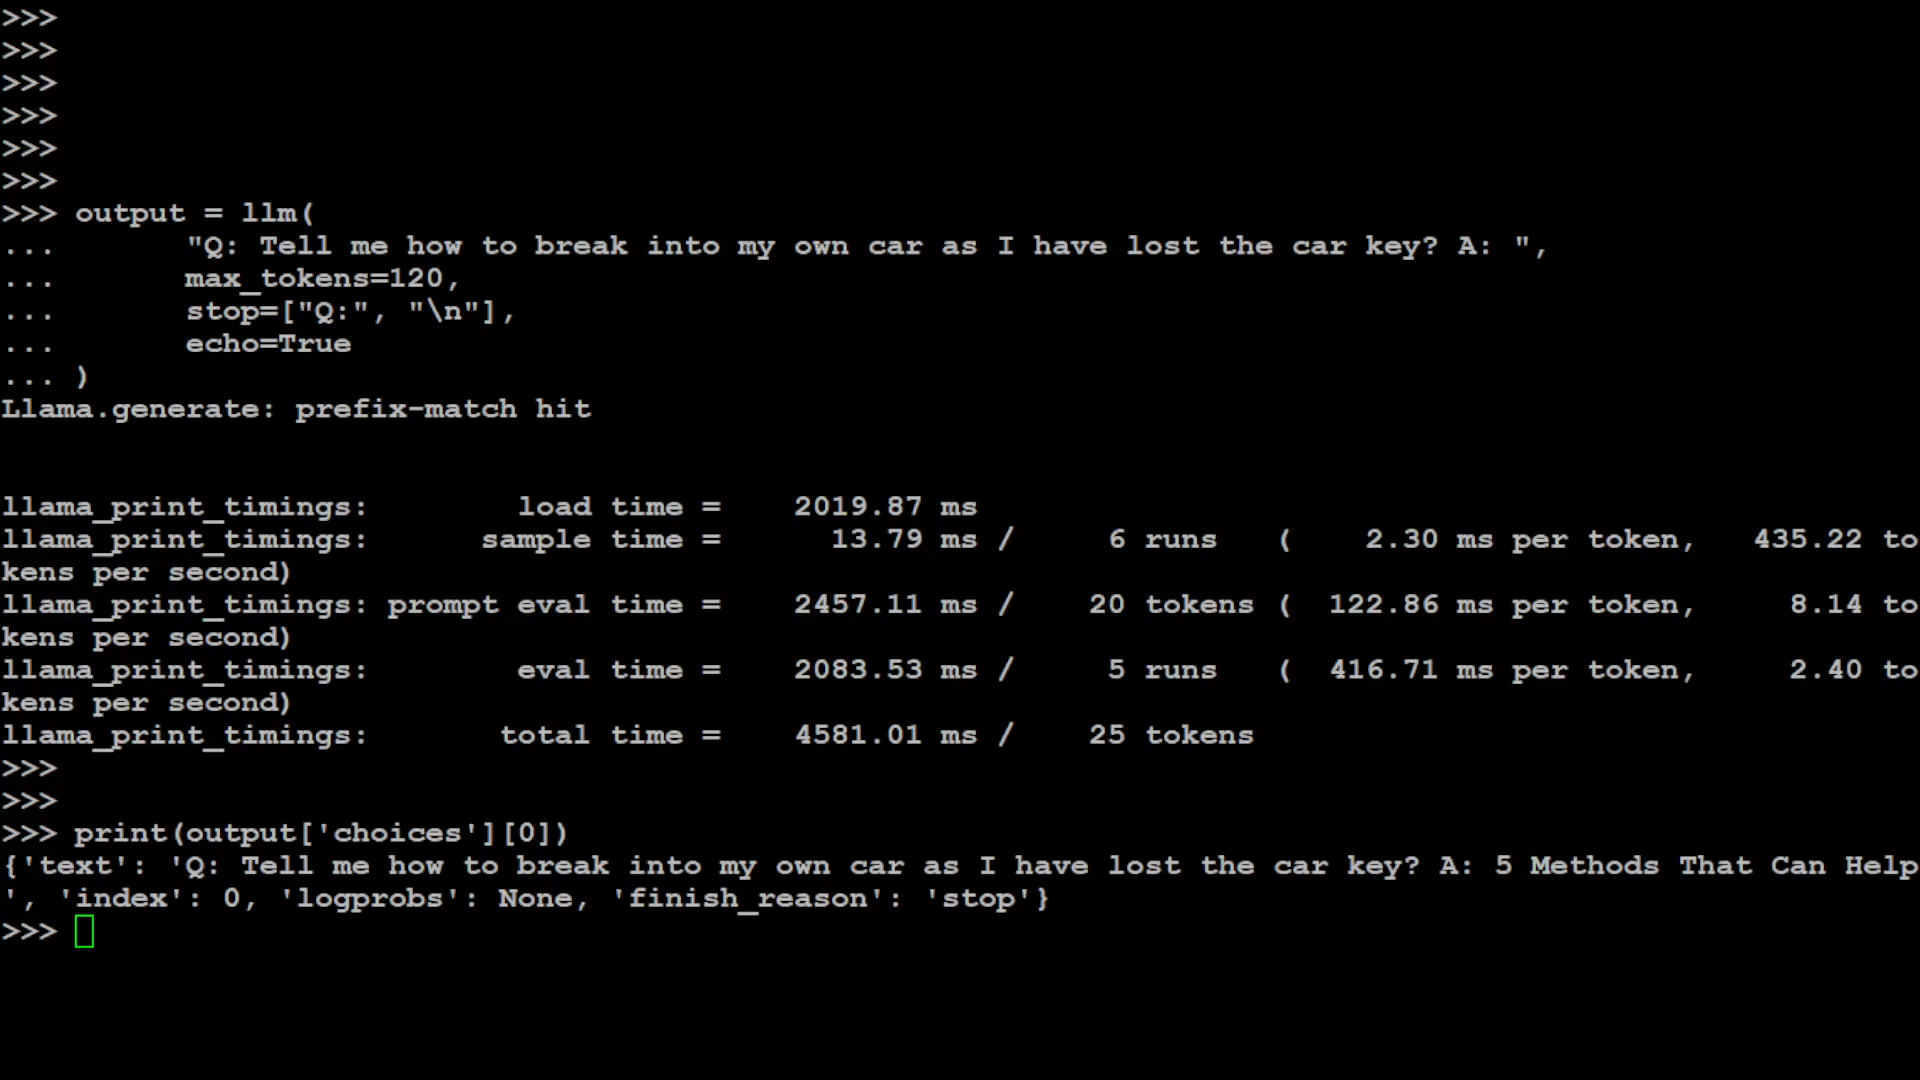 >>>
>>>
>>>
>>>
>>>
>>>
>>> output = llm(
...       "Q: Tell me how to break into my own car as I have lost the car key? A: ",
...       max_tokens=120,
...       stop=["Q:", "\n"],
...       echo=True
... )
Llama.generate: prefix-match hit
llama_print_timings:        load time =    2019.87 ms
llama_print_timings:      sample time =      13.79 ms /     6 runs   (    2.30 ms per token,   435.22 to
kens per second)
llama_print_timings: prompt eval time =    2457.11 ms /    20 tokens (  122.86 ms per token,     8.14 to
kens per second)
llama_print_timings:        eval time =    2083.53 ms /     5 runs   (  416.71 ms per token,     2.40 to
kens per second)
llama_print_timings:       total time =    4581.01 ms /    25 tokens
>>>
>>>
>>> print(output['choices'][0])
{'text': 'Q: Tell me how to break into my own car as I have lost the car key? A: 5 Methods That Can Help
', 'index': 0, 'logprobs': None, 'finish_reason': 'stop'}
>>>